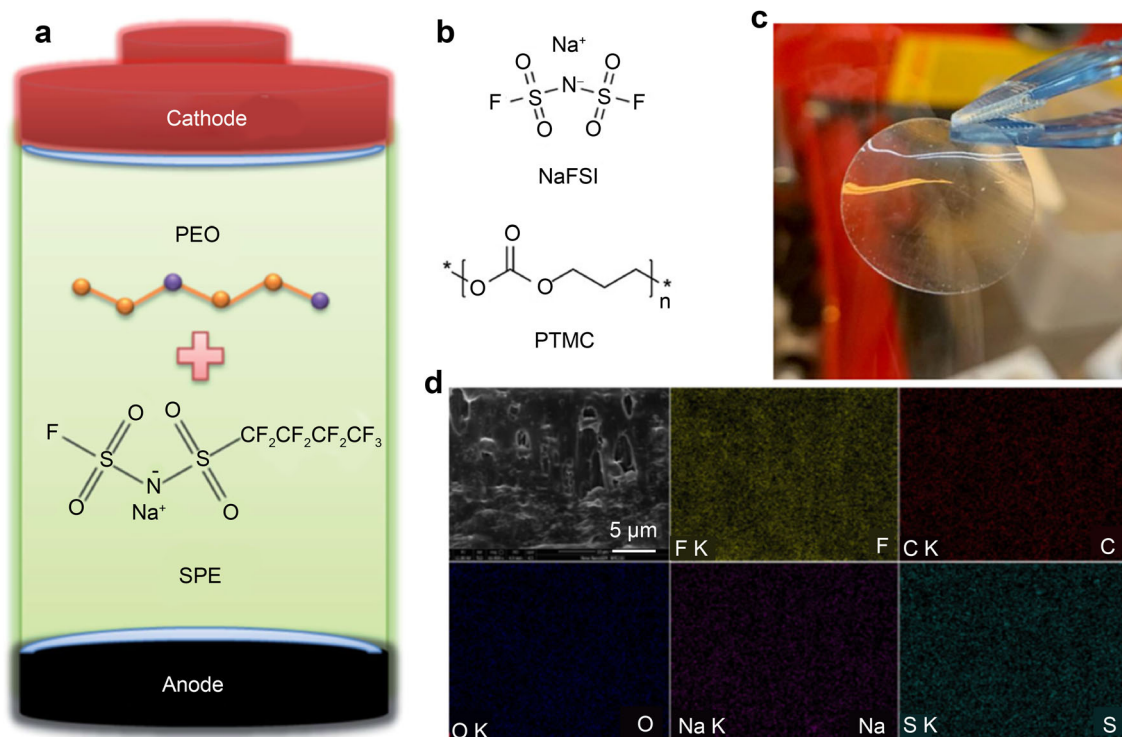 a
Cathode
PEO
F
O
O
S
S
CF₂CF₂CF₂CF₃
O
N
-
Na⁺
O
SPE
Anode
b
Na⁺
O
N⁻
O
F
S
S
F
O
O
NaFSI
O
*
O
O
n
*
PTMC
c
d
5 µm
F K
F
C K
C
O K
O
Na K
Na
S K
S